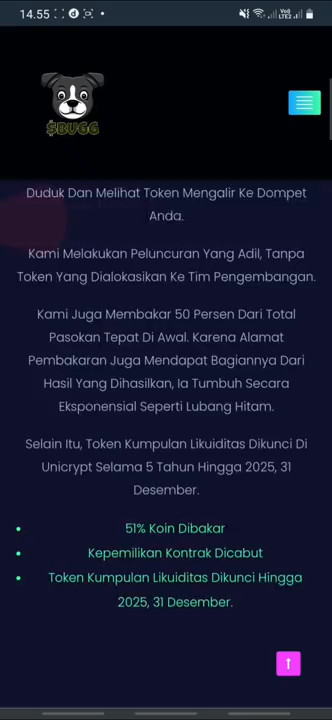 14.55
VoD
LTE2
$BUGG
Duduk Dan Melihat Token Mengalir Ke Dompet
Anda.
Kami Melakukan Peluncuran Yang Adil, Tanpa
Token Yang Dialokasikan Ke Tim Pengembangan.
Kami Juga Membakar 50 Persen Dari Total
Pasokan Tepat Di Awal. Karena Alamat
Pembakaran Juga Mendapat Bagiannya Dari
Hasil Yang Dihasilkan, Ia Tumbuh Secara
Eksponensial Seperti Lubang Hitam.
Selain Itu, Token Kumpulan Likuiditas Dikunci Di
Unicrypt Selama 5 Tahun Hingga 2025, 31
Desember.
51% Koin Dibakar
Kepemilikan Kontrak Dicabut
Token Kumpulan Likuiditas Dikunci Hingga
2025, 31 Desember.